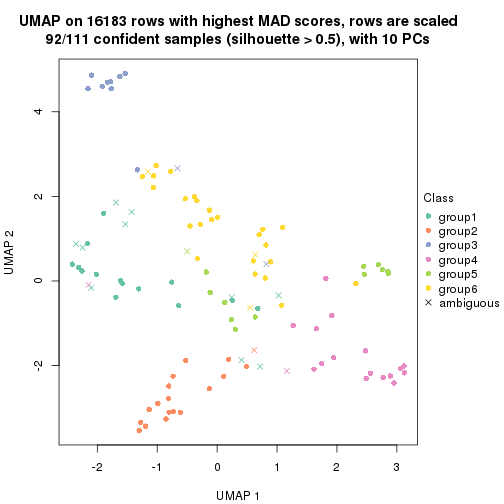 UMAP on 16183 rows with highest MAD scores, rows are scaled
92/111 confident samples (silhouette > 0.5), with 10 PCs
UMAP 2
4
2
0
-2
-2
-1
0
1
2
3
UMAP 1
Class
group1
group2
group3
group4
group5
group6
ambiguous